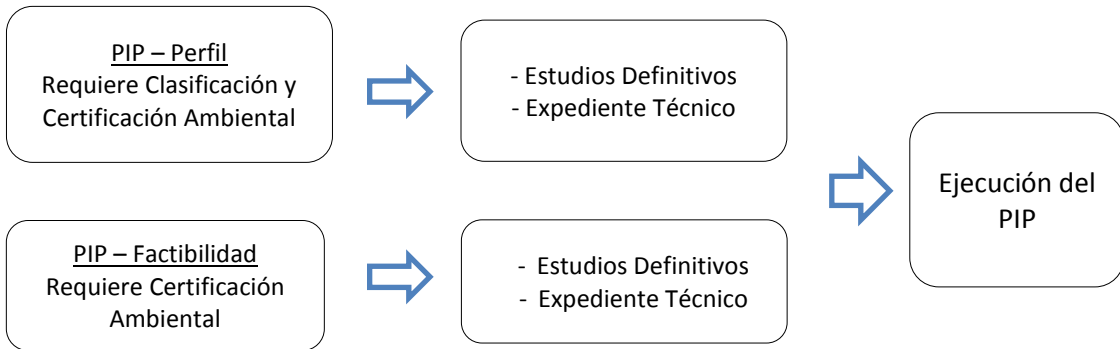 PIP – Perfil
Requiere Clasificación y
Certificación Ambiental
- Estudios Definitivos
- Expediente Técnico
PIP – Factibilidad
Requiere Certificación
Ambiental
- Estudios Definitivos
- Expediente Técnico
Ejecución del
PIP